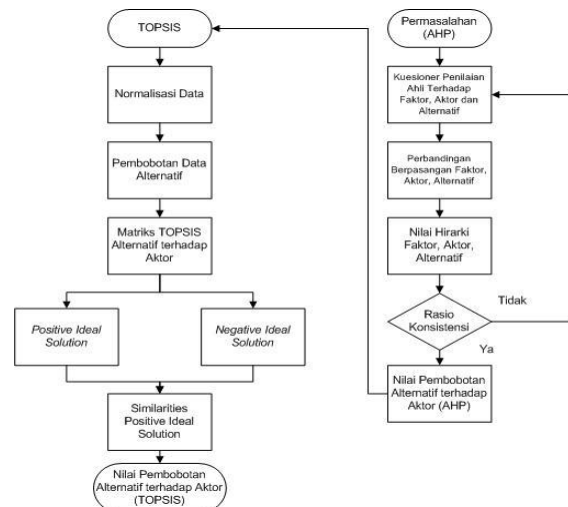 TOPSIS
Normalisasi Data
Pembobotan Data
Alternatif
Matriks TOPSIS
Alternatif terhadap
Aktor
Positive Ideal
Solution
Negative Ideal
Solution
Similarities
Positive Ideal
Solution
Nilai Pembobotan
Alternatif terhadap Aktor
(TOPSIS)
Permasalahan
(AHP)
Kuesioner Penilaian
Ahli Terhadap
Faktor, Aktor dan
Alternatif
Perbandingan
Berpasangan Faktor,
Aktor, Alternatif
Nilai Hirarki
Faktor, Aktor,
Alternatif
Rasio
Konsistensi
Tidak
Ya
Nilai Pembobotan
Alternatif terhadap
Aktor (AHP)